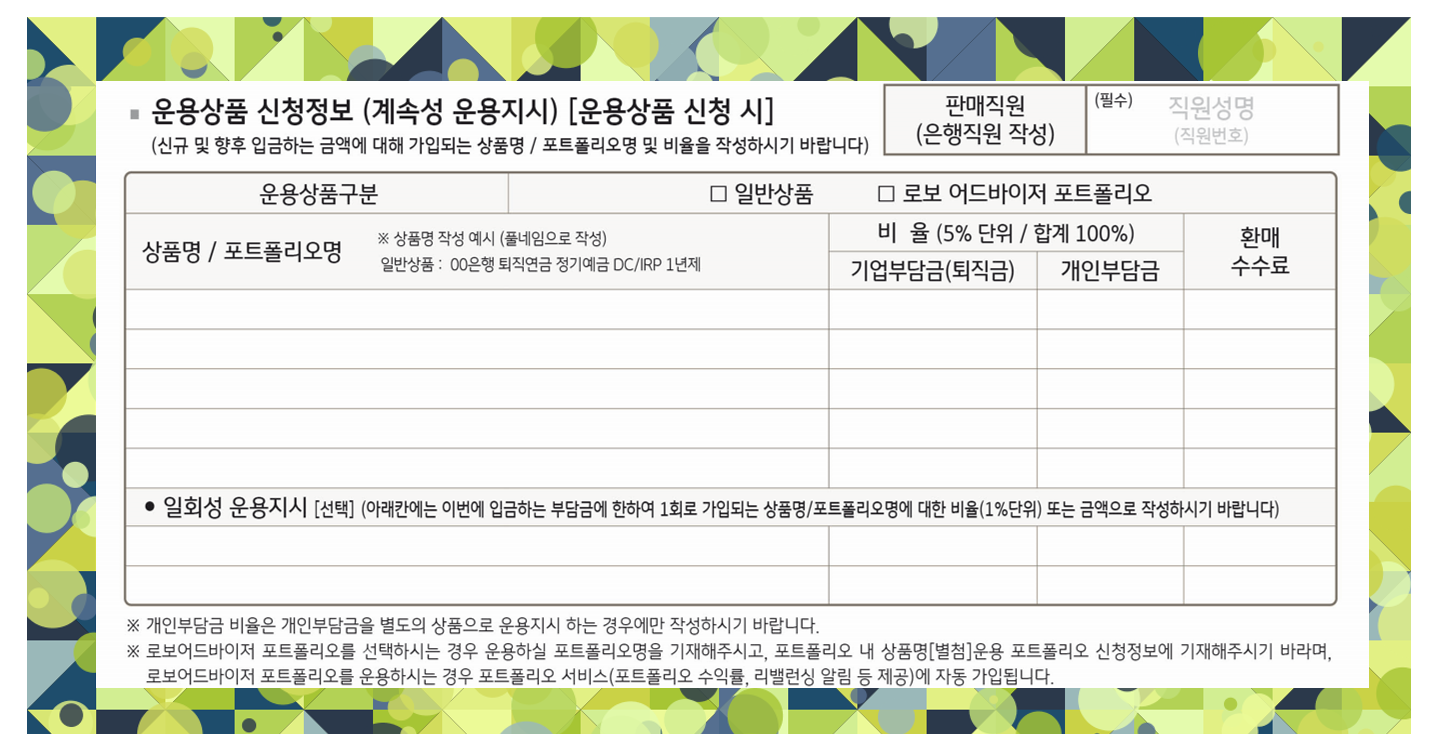 ▪ 운용상품 신청정보 (계속성 운용지시) [운용상품 신청 시]
(신규 및 향후 입금하는 금액에 대해 가입되는 상품명 / 포트폴리오명 및 비율을 작성하시기 바랍니다)
판매직원
(은행직원 작성)
(필수) 직원성명
(직원번호)
운용상품구분 □ 일반상품 □ 로보 어드바이저 포트폴리오
상품명 / 포트폴리오명
※ 상품명 작성 예시 (풀네임으로 작성)
일반상품 : 00은행 퇴직연금 정기예금 DC/IRP 1년제
비 율 (5% 단위 / 합계 100%)
기업부담금(퇴직금) 개인부담금
환매
수수료
● 일회성 운용지시 [선택] (아래칸에는 이번에 입금하는 부담금에 한하여 1회로 가입되는 상품명/포트폴리오명에 대한 비율(1%단위) 또는 금액으로 작성하시기 바랍니다)
※ 개인부담금 비율은 개인부담금을 별도의 상품으로 운용지시 하는 경우에만 작성하시기 바랍니다.
※ 로보어드바이저 포트폴리오를 선택하시는 경우 운용하실 포트폴리오명을 기재해주시고, 포트폴리오 내 상품명[별첨]운용 포트폴리오 신청정보에 기재해주시기 바라며,
로보어드바이저 포트폴리오를 운용하시는 경우 포트폴리오 서비스(포트폴리오 수익률, 리밸런싱 알림 등 제공)에 자동 가입됩니다.